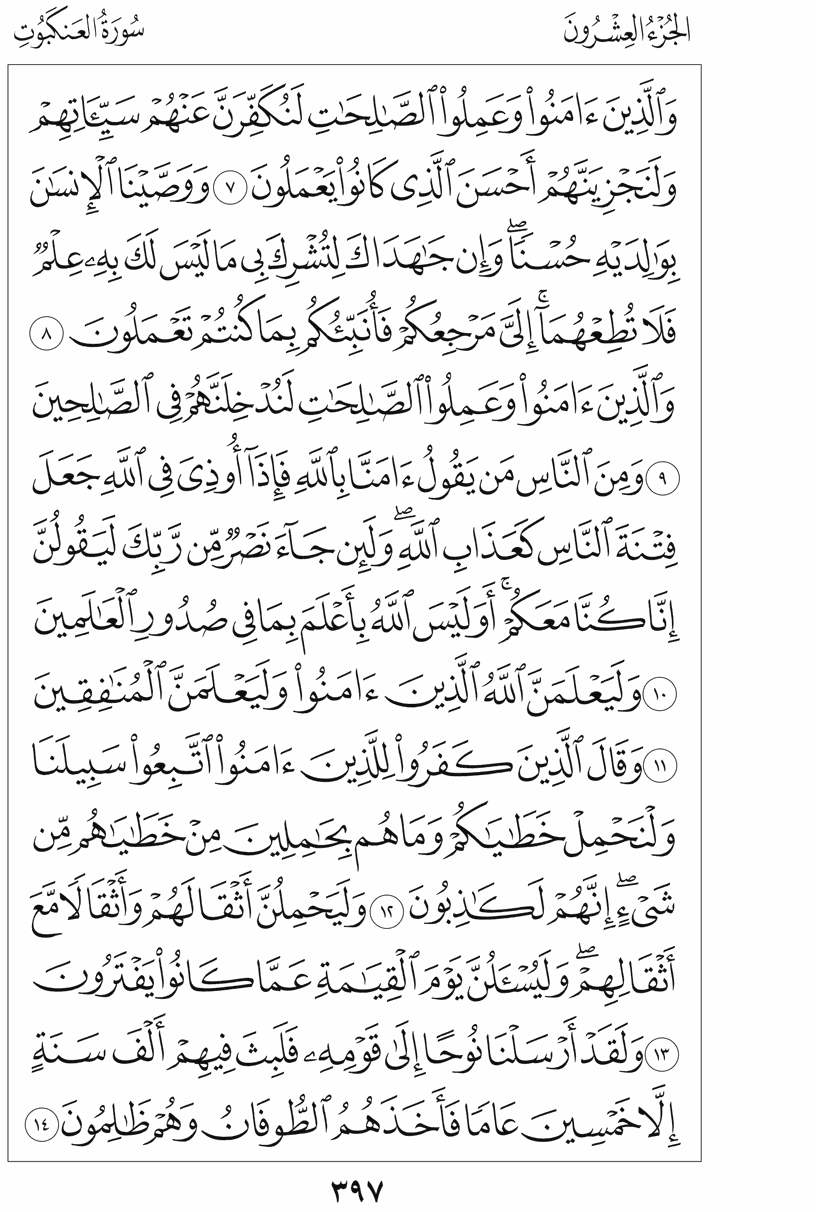 الجُزْءُ العِشْرُونَ
سُورَةُ العَنكَبُوتِ
وَٱلَّذِينَ ءَامَنُوا۟ وَعَمِلُوا۟ ٱلصَّٰلِحَٰتِ لَنُكَفِّرَنَّ عَنْهُمْ سَيِّـَٔاتِهِمْ
وَلَنَجْزِيَنَّهُمْ أَحْسَنَ ٱلَّذِى كَانُوا۟ يَعْمَلُونَ ٧ وَوَصَّيْنَا ٱلْإِنسَٰنَ
بِوَٰلِدَيْهِ حُسْنًا ۖ وَإِن جَٰهَدَاكَ لِتُشْرِكَ بِى مَا لَيْسَ لَكَ بِهِۦ عِلْمٌ
فَلَا تُطِعْهُمَآ ۚ إِلَىَّ مَرْجِعُكُمْ فَأُنَبِّئُكُم بِمَا كُنتُمْ تَعْمَلُونَ ٨
وَٱلَّذِينَ ءَامَنُوا۟ وَعَمِلُوا۟ ٱلصَّٰلِحَٰتِ لَنُدْخِلَنَّهُمْ فِى ٱلصَّٰلِحِينَ
٩ وَمِنَ ٱلنَّاسِ مَن يَقُولُ ءَامَنَّا بِٱللَّهِ فَإِذَآ أُوذِىَ فِى ٱللَّهِ جَعَلَ
فِتْنَةَ ٱلنَّاسِ كَعَذَابِ ٱللَّهِ ۖ وَلَئِن جَآءَ نَصْرٌ مِّن رَّبِّكَ لَيَقُولُنَّ
إِنَّا كُنَّا مَعَكُمْ ۚ أَوَلَيْسَ ٱللَّهُ بِأَعْلَمَ بِمَا فِى صُدُورِ ٱلْعَٰلَمِينَ
١٠ وَلَيَعْلَمَنَّ ٱللَّهُ ٱلَّذِينَ ءَامَنُوا۟ وَلَيَعْلَمَنَّ ٱلْمُنَٰفِقِينَ
١١ وَقَالَ ٱلَّذِينَ كَفَرُوا۟ لِلَّذِينَ ءَامَنُوا۟ ٱتَّبِعُوا۟ سَبِيلَنَا
وَلْنَحْمِلْ خَطَٰيَٰكُمْ وَمَا هُم بِحَٰمِلِينَ مِنْ خَطَٰيَٰهُم مِّن
شَىْءٍ ۖ إِنَّهُمْ لَكَٰذِبُونَ ١٢ وَلَيَحْمِلُنَّ أَثْقَالَهُمْ وَأَثْقَالًا مَّعَ
أَثْقَالِهِمْ ۖ وَلَيُسْـَٔلُنَّ يَوْمَ ٱلْقِيَٰمَةِ عَمَّا كَانُوا۟ يَفْتَرُونَ
١٣ وَلَقَدْ أَرْسَلْنَا نُوحًا إِلَىٰ قَوْمِهِۦ فَلَبِثَ فِيهِمْ أَلْفَ سَنَةٍ
إِلَّا خَمْسِينَ عَامًا فَأَخَذَهُمُ ٱلطُّوفَانُ وَهُمْ ظَٰلِمُونَ ١٤
٣٩٧